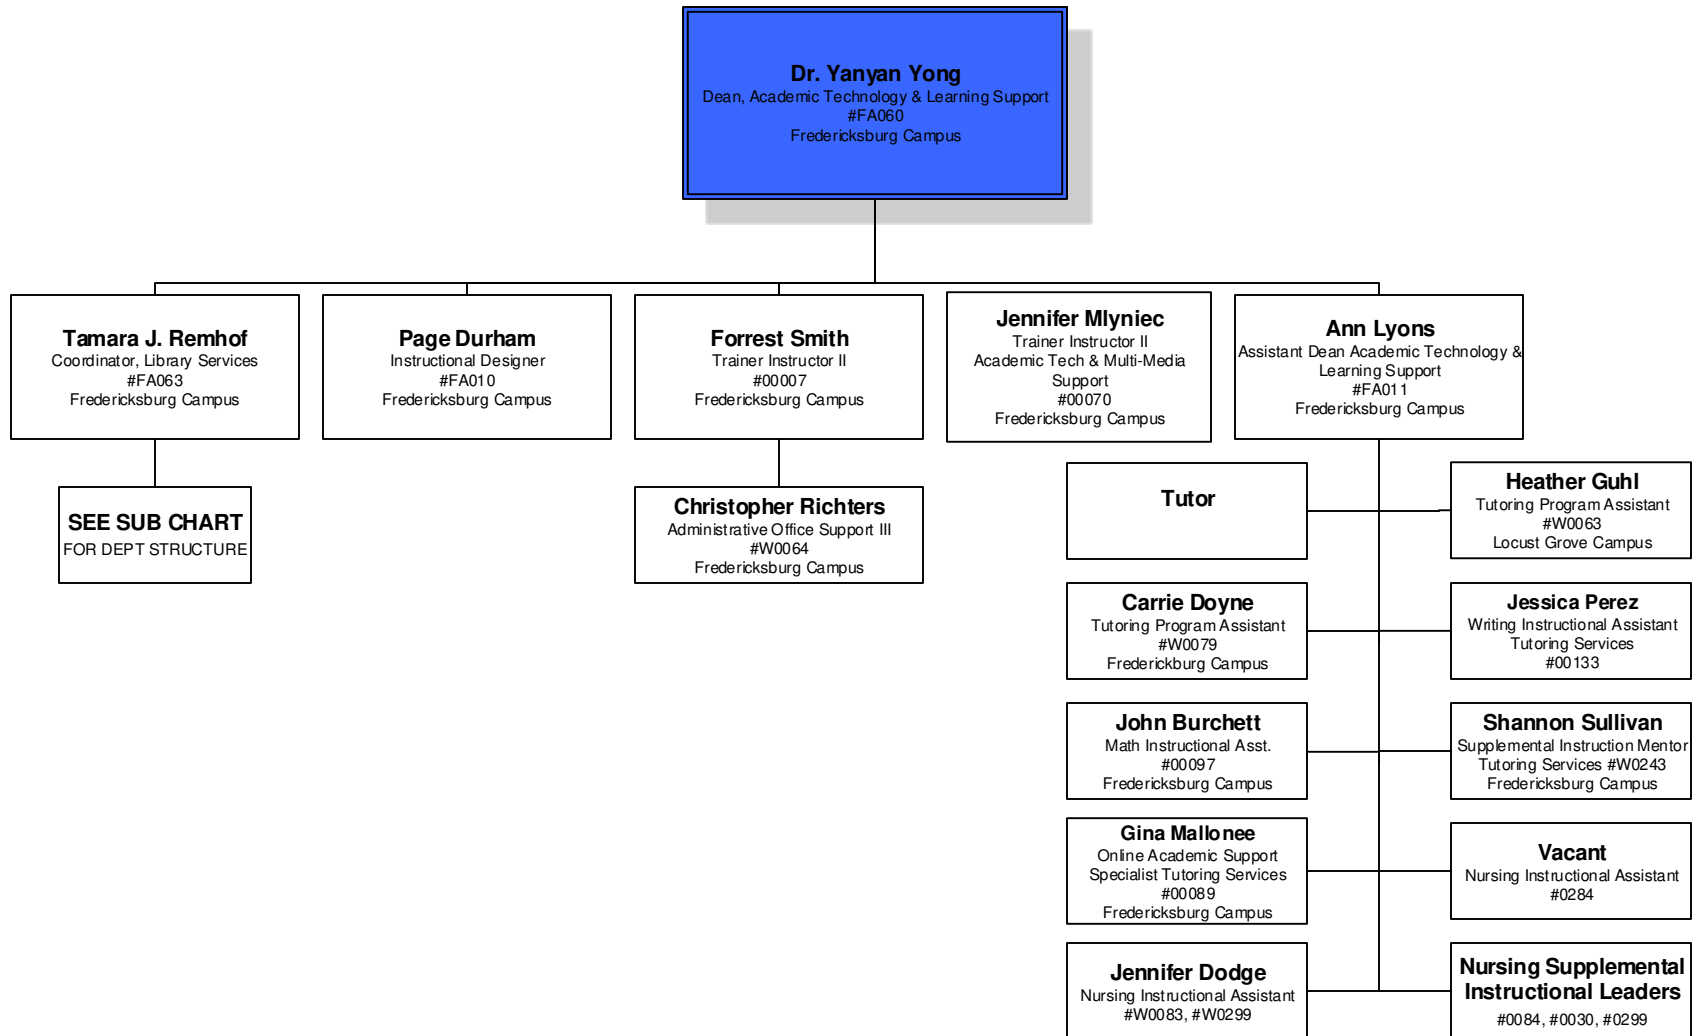 Dr. Yanyan Yong
Dean, Academic Technology & Learning Support
#FA060
Fredericksburg Campus
Tamara J. Remhof
Coordinator, Library Services
#FA063
Fredericksburg Campus
Page Durham
Instructional Designer
#FA010
Fredericksburg Campus
Forrest Smith
Trainer Instructor II
#00007
Fredericksburg Campus
Jennifer Mlyniec
Trainer Instructor II
Academic Tech & Multi-Media
Support
#00070
Fredericksburg Campus
Ann Lyons
Assistant Dean Academic Technology &
Learning Support
#FA011
Fredericksburg Campus
SEE SUB CHART
FOR DEPT STRUCTURE
Christopher Richters
Administrative Office Support III
#W0064
Fredericksburg Campus
Tutor
Heather Guhl
Tutoring Program Assistant
#W0063
Locust Grove Campus
Carrie Doyne
Tutoring Program Assistant
#W0079
Frederickburg Campus
Jessica Perez
Writing Instructional Assistant
Tutoring Services
#00133
John Burchett
Math Instructional Asst.
#00097
Fredericksburg Campus
Shannon Sullivan
Supplemental Instruction Mentor
Tutoring Services #W0243
Fredericksburg Campus
Gina Mallonee
Online Academic Support
Specialist Tutoring Services
#00089
Fredericksburg Campus
Vacant
Nursing Instructional Assistant
#0284
Jennifer Dodge
Nursing Instructional Assistant
#W0083, #W0299
Nursing Supplemental
Instructional Leaders
#0084, #0030, #0299